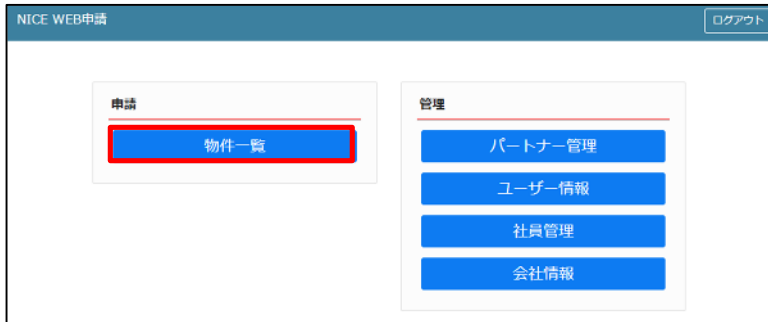 NICE WEB申請
ログアウト
申請
物件一覧
管理
パートナー管理
ユーザー情報
社員管理
会社情報